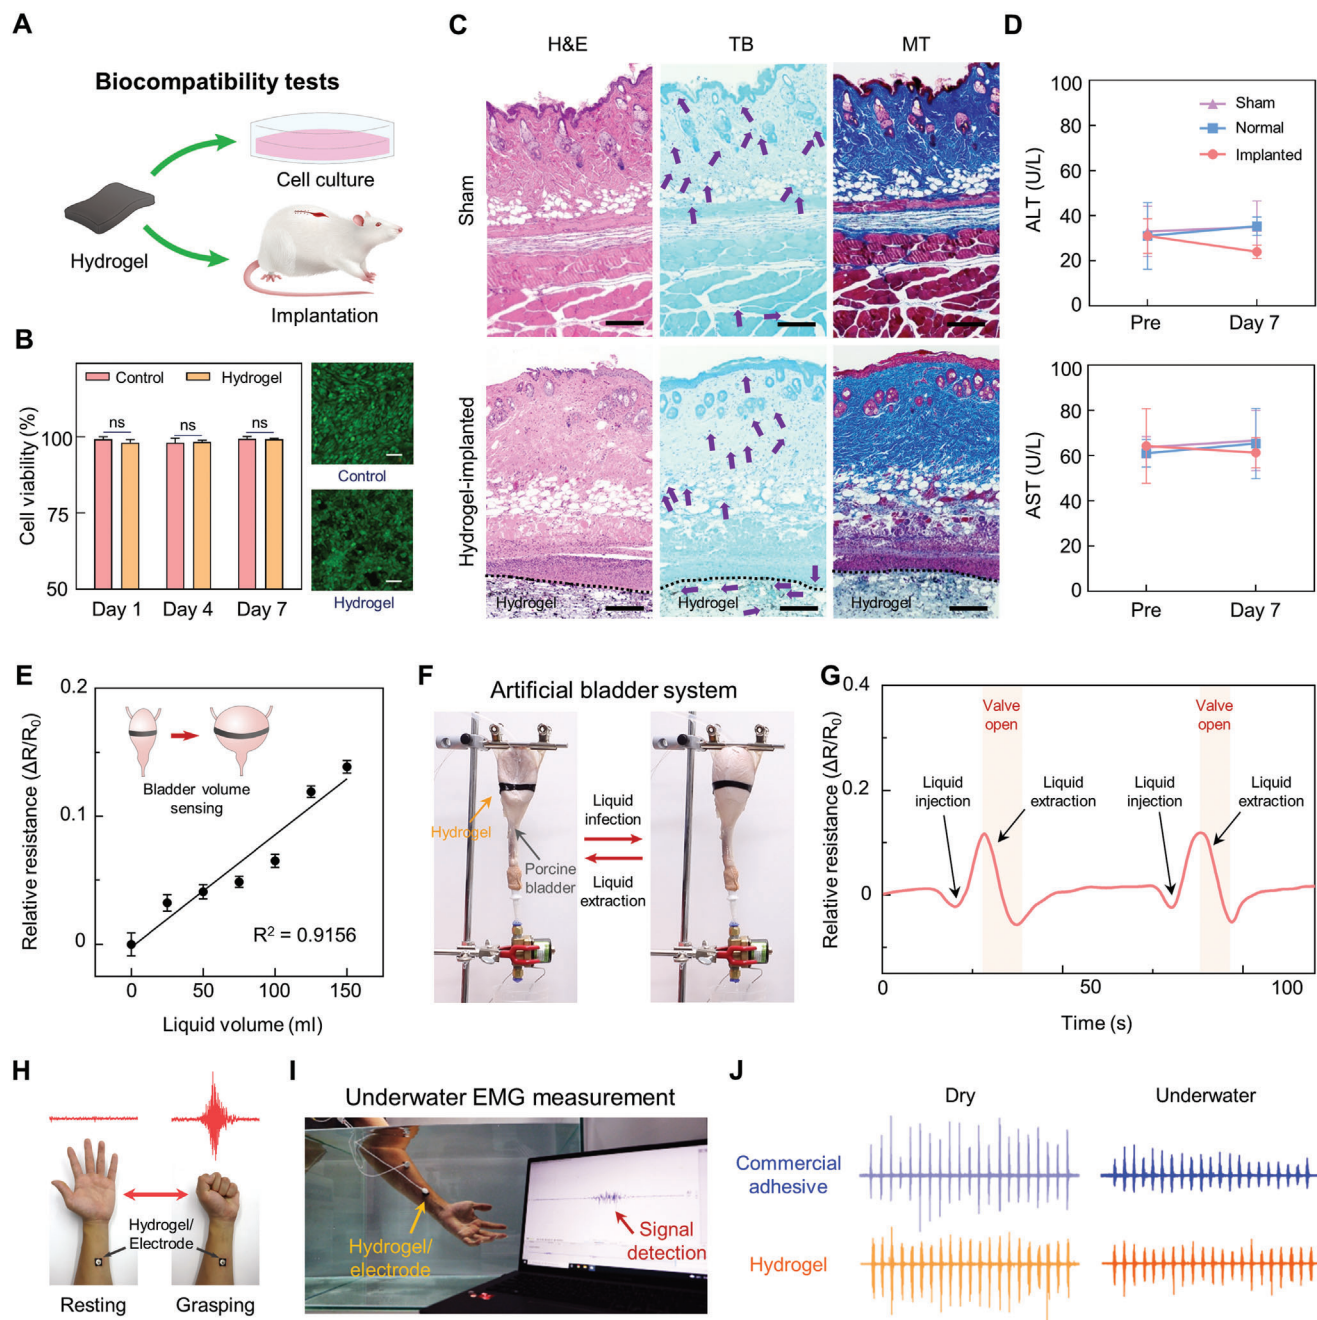 A
Biocompatibility tests
Cell culture
Hydrogel
Implantation
B
Control
Hydrogel
ns
ns
ns
Cell viability (%)
100
75
50
Day 1
Day 4
Day 7
Control
Hydrogel
C
H&E
TB
MT
Sham
Hydrogel-implanted
Hydrogel
Hydrogel
D
ALT (U/L)
100
80
60
40
20
0
Sham
Normal
Implanted
Pre
Day 7
AST (U/L)
100
80
60
40
20
0
Pre
Day 7
E
Relative resistance (ΔR/R0)
0.2
0.1
0
Bladder volume
sensing
R² = 0.9156
0
50
100
150
Liquid volume (ml)
F
Artificial bladder system
Hydrogel
Porcine
bladder
Liquid
infection
Liquid
extraction
G
Relative resistance (ΔR/R0)
0.4
0.2
0
Valve
open
Valve
open
Liquid
injection
Liquid
extraction
Liquid
injection
Liquid
extraction
0
50
100
Time (s)
H
Hydrogel/
Electrode
Resting
Grasping
I
Underwater EMG measurement
Hydrogel/
electrode
Signal
detection
J
Dry
Underwater
Commercial
adhesive
Hydrogel